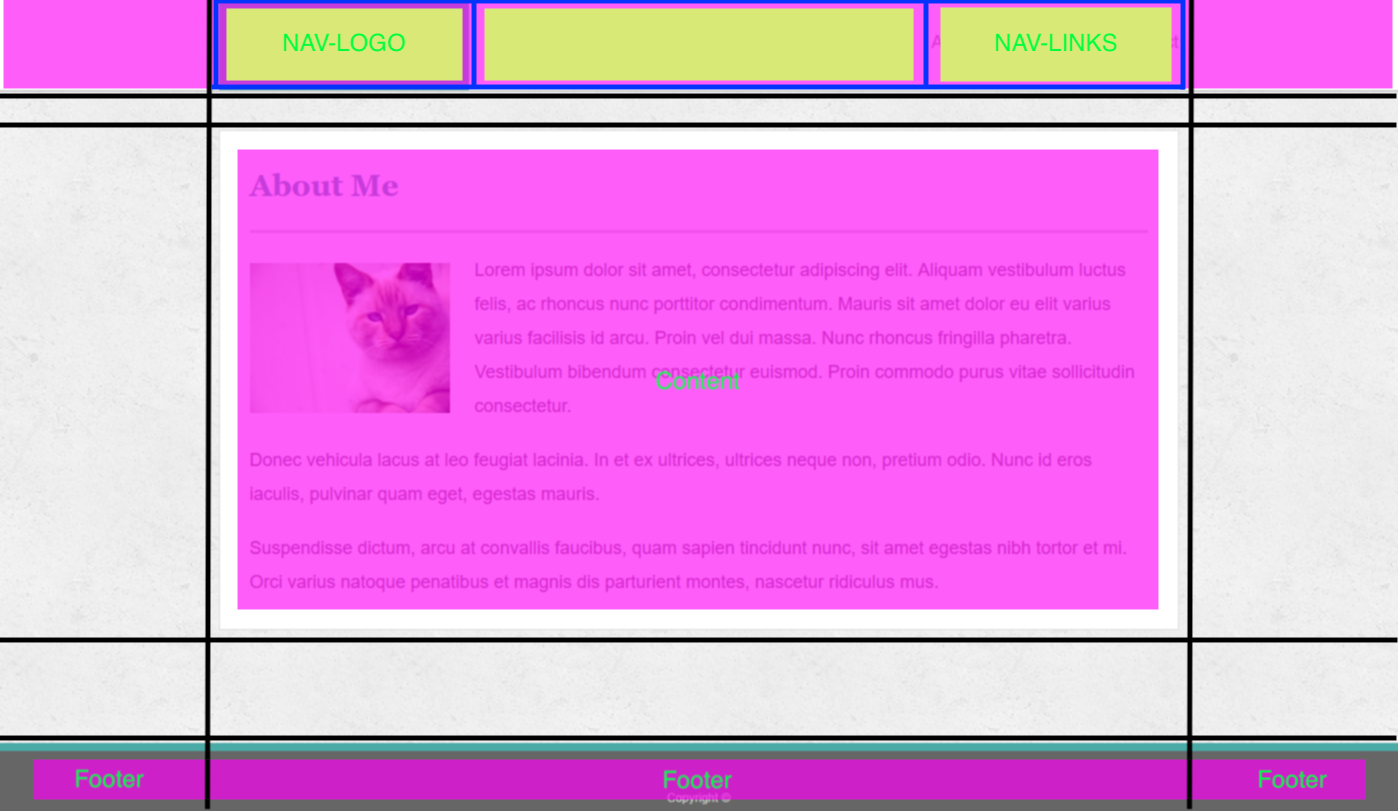 NAV-LOGO
NAV-LINKS
About Me
Lorem ipsum dolor sit amet, consectetur adipiscing elit. Aliquam vestibulum luctus
felis, ac rhoncus nunc porttitor condimentum. Mauris sit amet dolor eu elit varius
varius facilisis id arcu. Proin vel dui massa. Nunc rhoncus fringilla pharetra.
Vestibulum bibendum consectetur euismod. Proin commodo purus vitae sollicitudin
Content
consectetur.
Donec vehicula lacus at leo feugiat lacinia. In et ex ultrices, ultrices neque non, pretium odio. Nunc id eros
iaculis, pulvinar quam eget, egestas mauris.
Suspendisse dictum, arcu at convallis faucibus, quam sapien tincidunt nunc, sit amet egestas nibh tortor et mi.
Orci varius natoque penatibus et magnis dis parturient montes, nascetur ridiculus mus.
Footer Footer Footer
Copyright ©